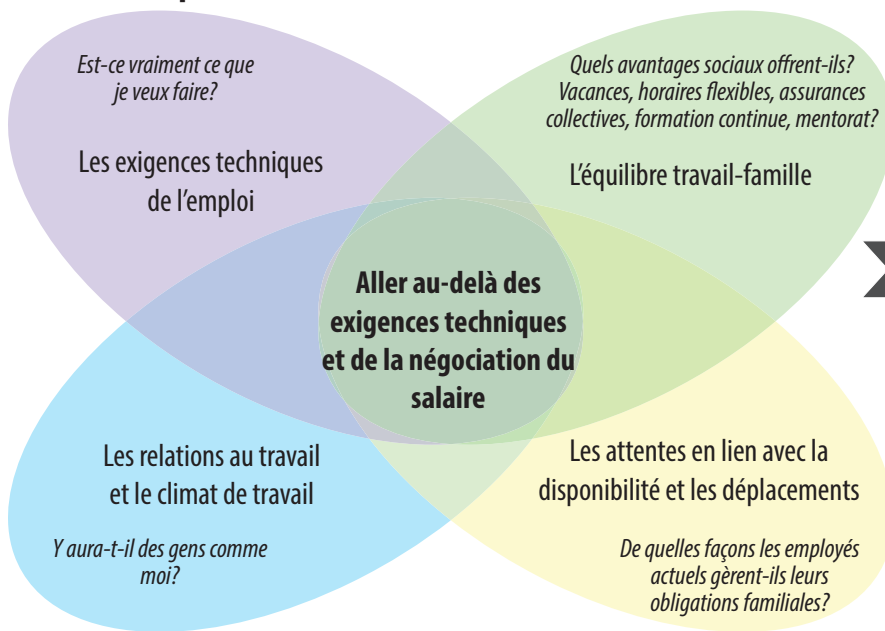 Est-ce vraiment ce que
je veux faire?
Les exigences techniques
de l'emploi
Quels avantages sociaux offrent-ils?
Vacances, horaires flexibles, assurances
collectives, formation continue, mentorat?
L'équilibre travail-famille
Aller au-delà des
exigences techniques
et de la négociation du
salaire
Les relations au travail
et le climat de travail
Y aura-t-il des gens comme
moi?
Les attentes en lien avec la
disponibilité et les déplacements
De quelles façons les employés
actuels gèrent-ils leurs
obligations familiales?